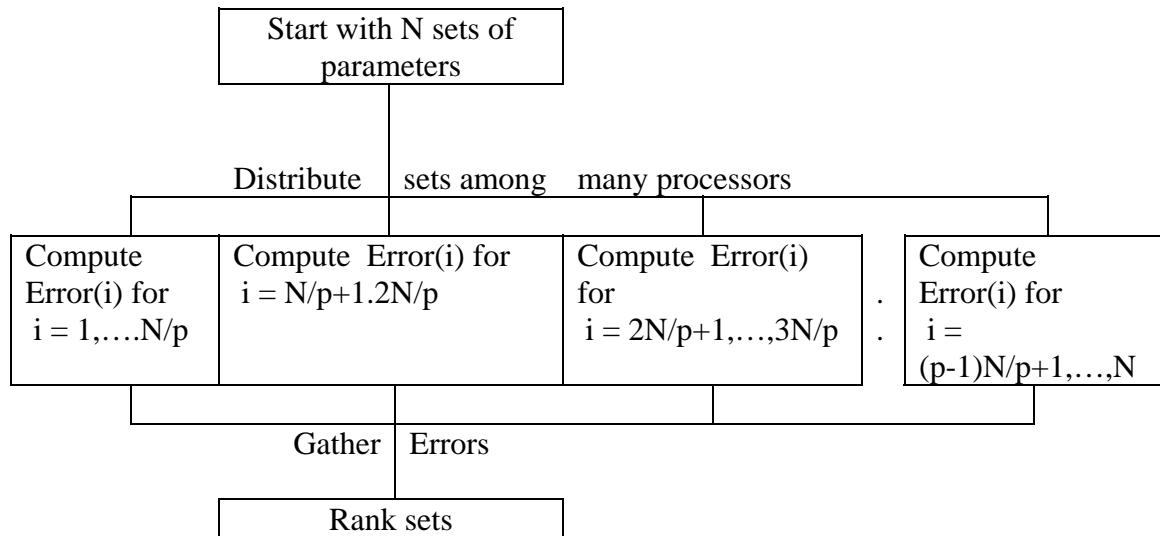 Start with N sets of
parameters
Distribute sets among many processors
Compute
Error(i) for
i = 1,….N/p
Compute Error(i) for
i = N/p+1.2N/p
Compute Error(i)
for
i = 2N/p+1,…,3N/p
.
.
Compute
Error(i) for
i =
(p-1)N/p+1,…,N
Gather Errors
Rank sets